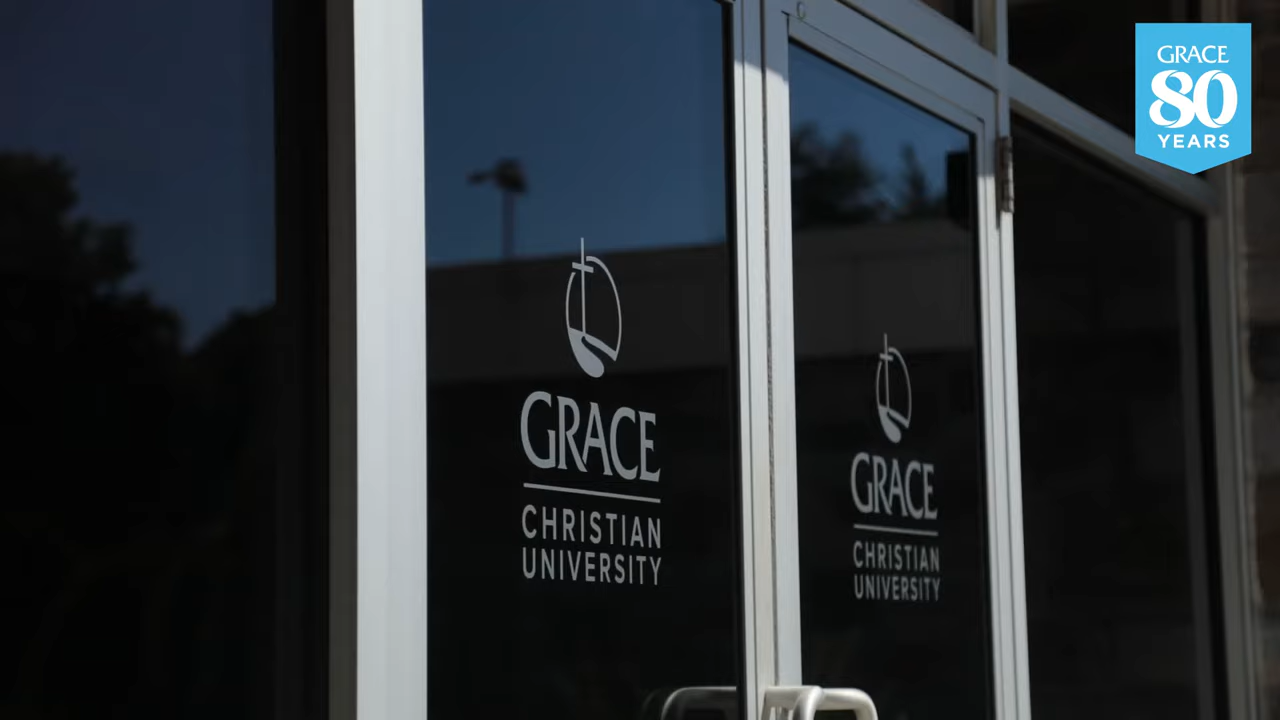 GRACE
80
YEARS
GRACE
CHRISTIAN
UNIVERSITY
GRACE
CHRISTIAN
UNIVERSITY